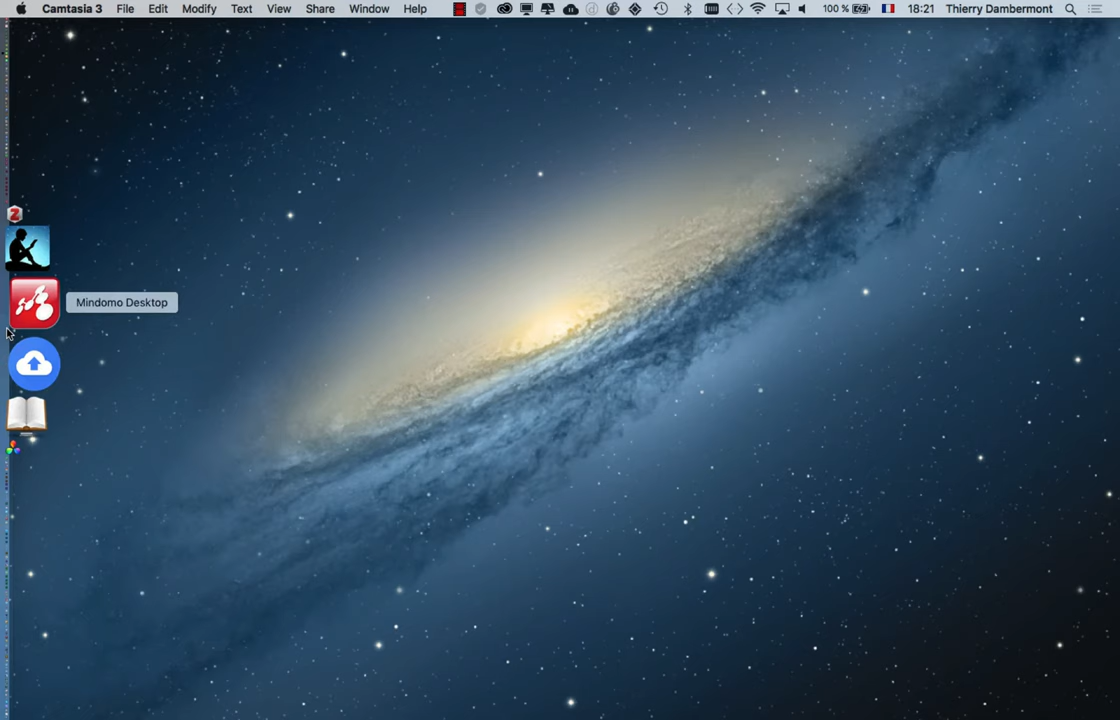 Camtasia 3 File Edit Modify Text View Share Window Help 100 % 18:21 Thierry Dambermont
Z
Mindomo Desktop